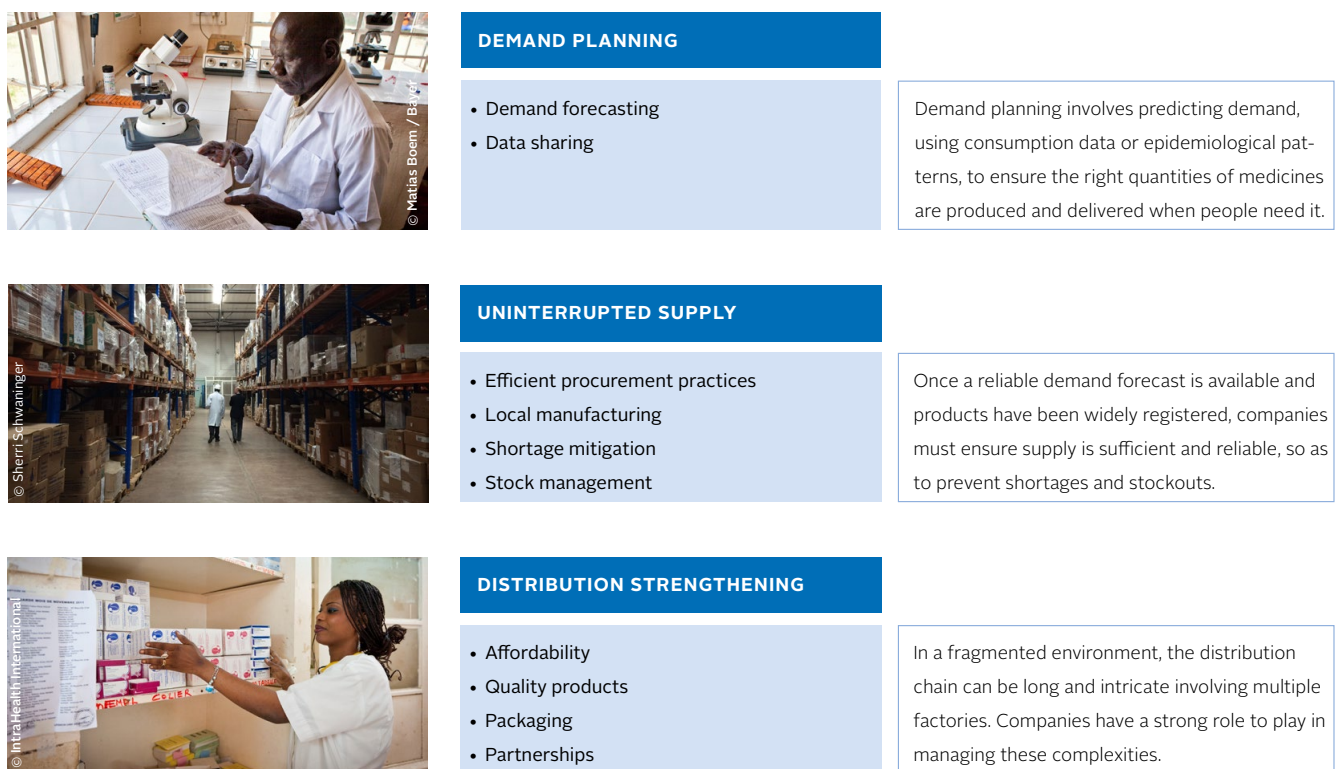 © Matias Boem / Bayer
DEMAND PLANNING
• Demand forecasting
• Data sharing
Demand planning involves predicting demand,
using consumption data or epidemiological pat-
terns, to ensure the right quantities of medicines
are produced and delivered when people need it.
© Sherri Schwaninger
UNINTERRUPTED SUPPLY
• Efficient procurement practices
• Local manufacturing
• Shortage mitigation
• Stock management
Once a reliable demand forecast is available and
products have been widely registered, companies
must ensure supply is sufficient and reliable, so as
to prevent shortages and stockouts.
© IntraHealth International
COLIER
DISTRIBUTION STRENGTHENING
• Affordability
• Quality products
• Packaging
• Partnerships
In a fragmented environment, the distribution
chain can be long and intricate involving multiple
factories. Companies have a strong role to play in
managing these complexities.